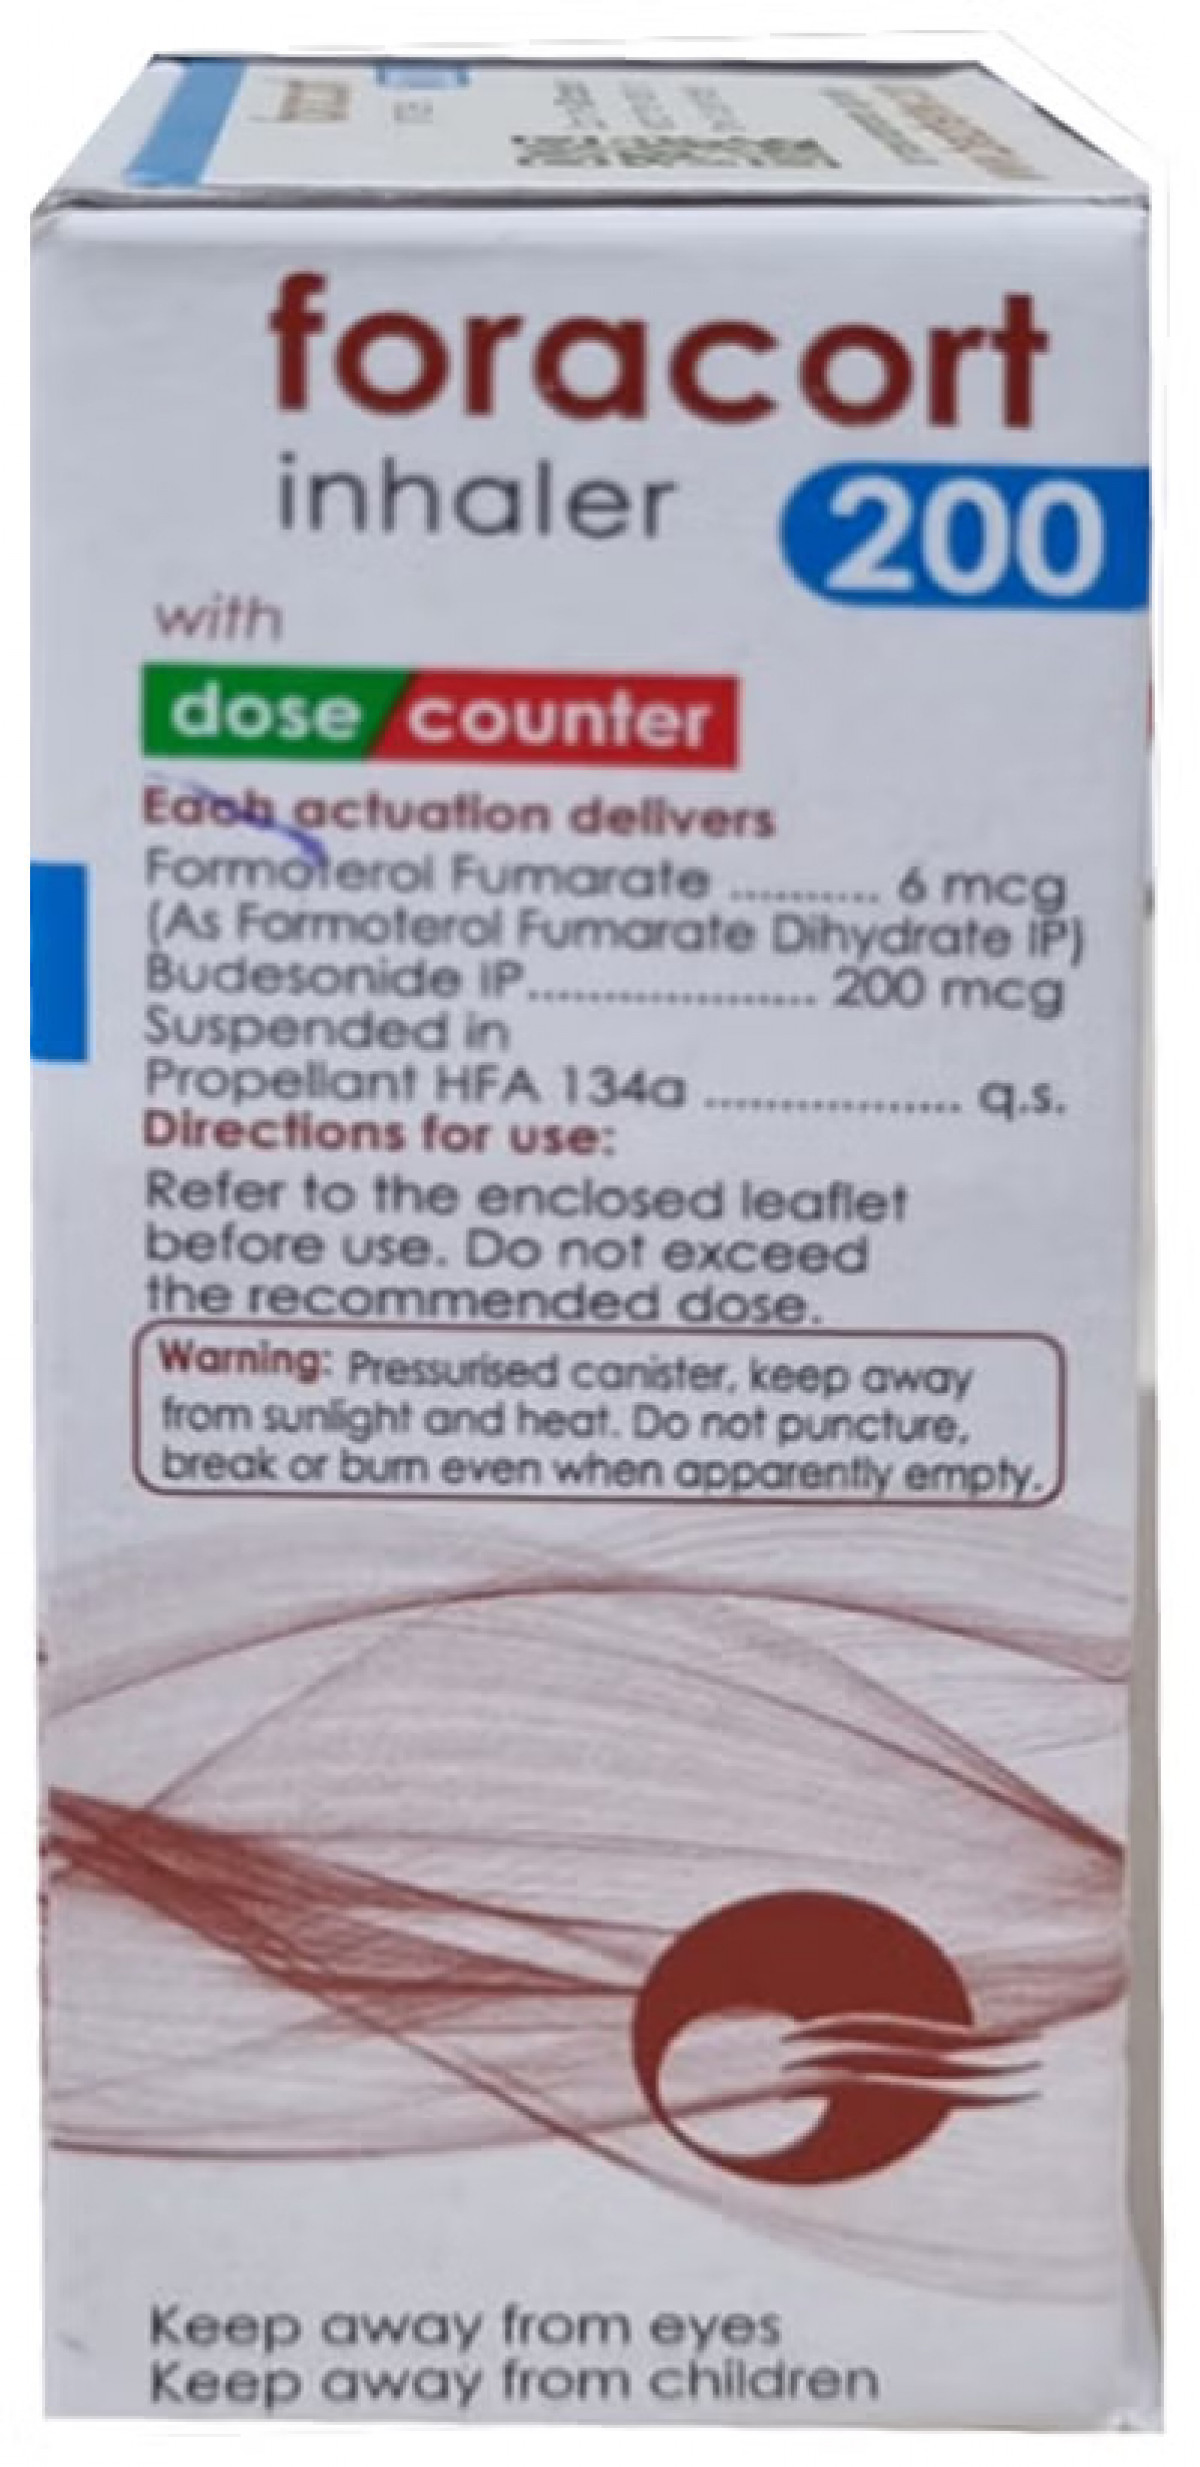 foracort
inhaler 200
with
dose counter
Each actuation delivers
Formoterol Fumarate .......... 6 mcg
(As Formoterol Fumarate Dihydrate IP)
Budesonide IP................... 200 mcg
Suspended in
Propellant HFA 134a ................. q.s.
Directions for use:
Refer to the enclosed leaflet
before use. Do not exceed
the recommended dose.
Warning: Pressurised canister, keep away
from sunlight and heat. Do not puncture,
break or burn even when apparently empty.
Keep away from eyes
Keep away from children